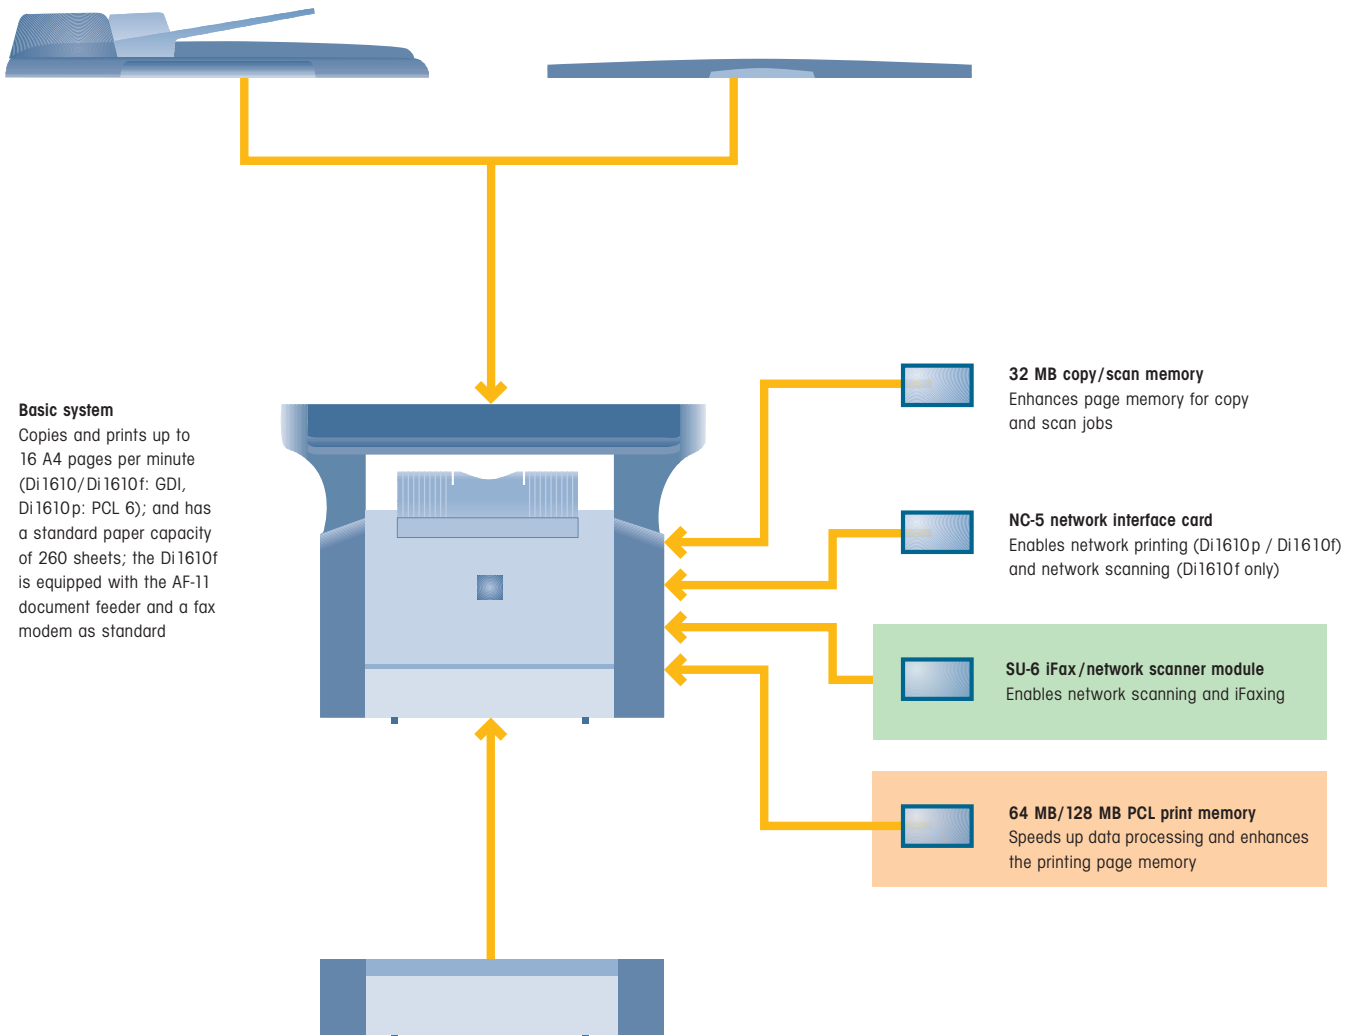 Basic system
Copies and prints up to
16 A4 pages per minute
(Di1610/Di1610f: GDI,
Di1610p: PCL 6); and has
a standard paper capacity
of 260 sheets; the Di1610f
is equipped with the AF-11
document feeder and a fax
modem as standard
32 MB copy/scan memory
Enhances page memory for copy
and scan jobs
NC-5 network interface card
Enables network printing (Di1610p / Di1610f)
and network scanning (Di1610f only)
SU-6 iFax/network scanner module
Enables network scanning and iFaxing
64 MB/128 MB PCL print memory
Speeds up data processing and enhances
the printing page memory